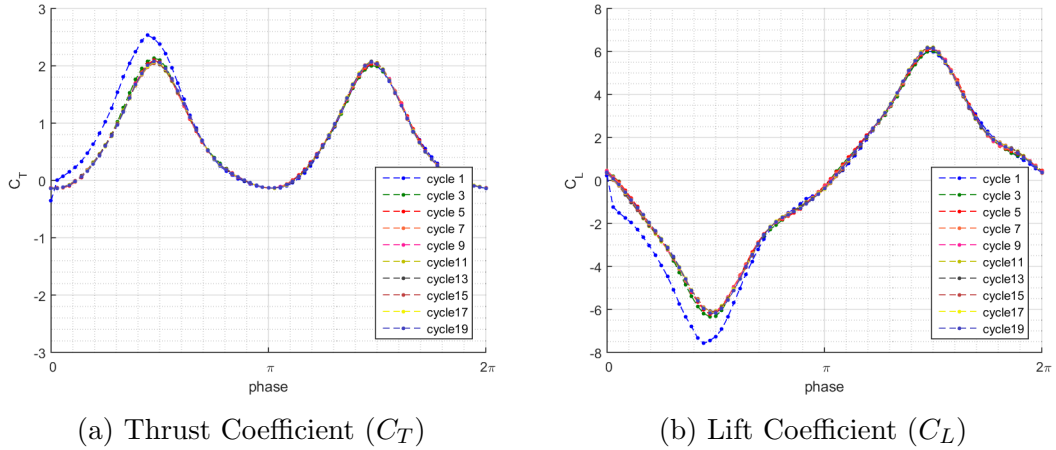 3
2
1
0
-1
-2
-3
C_T
0
π
2π
phase
cycle 1
cycle 3
cycle 5
cycle 7
cycle 9
cycle11
cycle13
cycle15
cycle17
cycle19
(a) Thrust Coefficient (C_T)
8
6
4
2
0
-2
-4
-6
-8
C_L
0
π
2π
phase
cycle 1
cycle 3
cycle 5
cycle 7
cycle 9
cycle11
cycle13
cycle15
cycle17
cycle19
(b) Lift Coefficient (C_L)